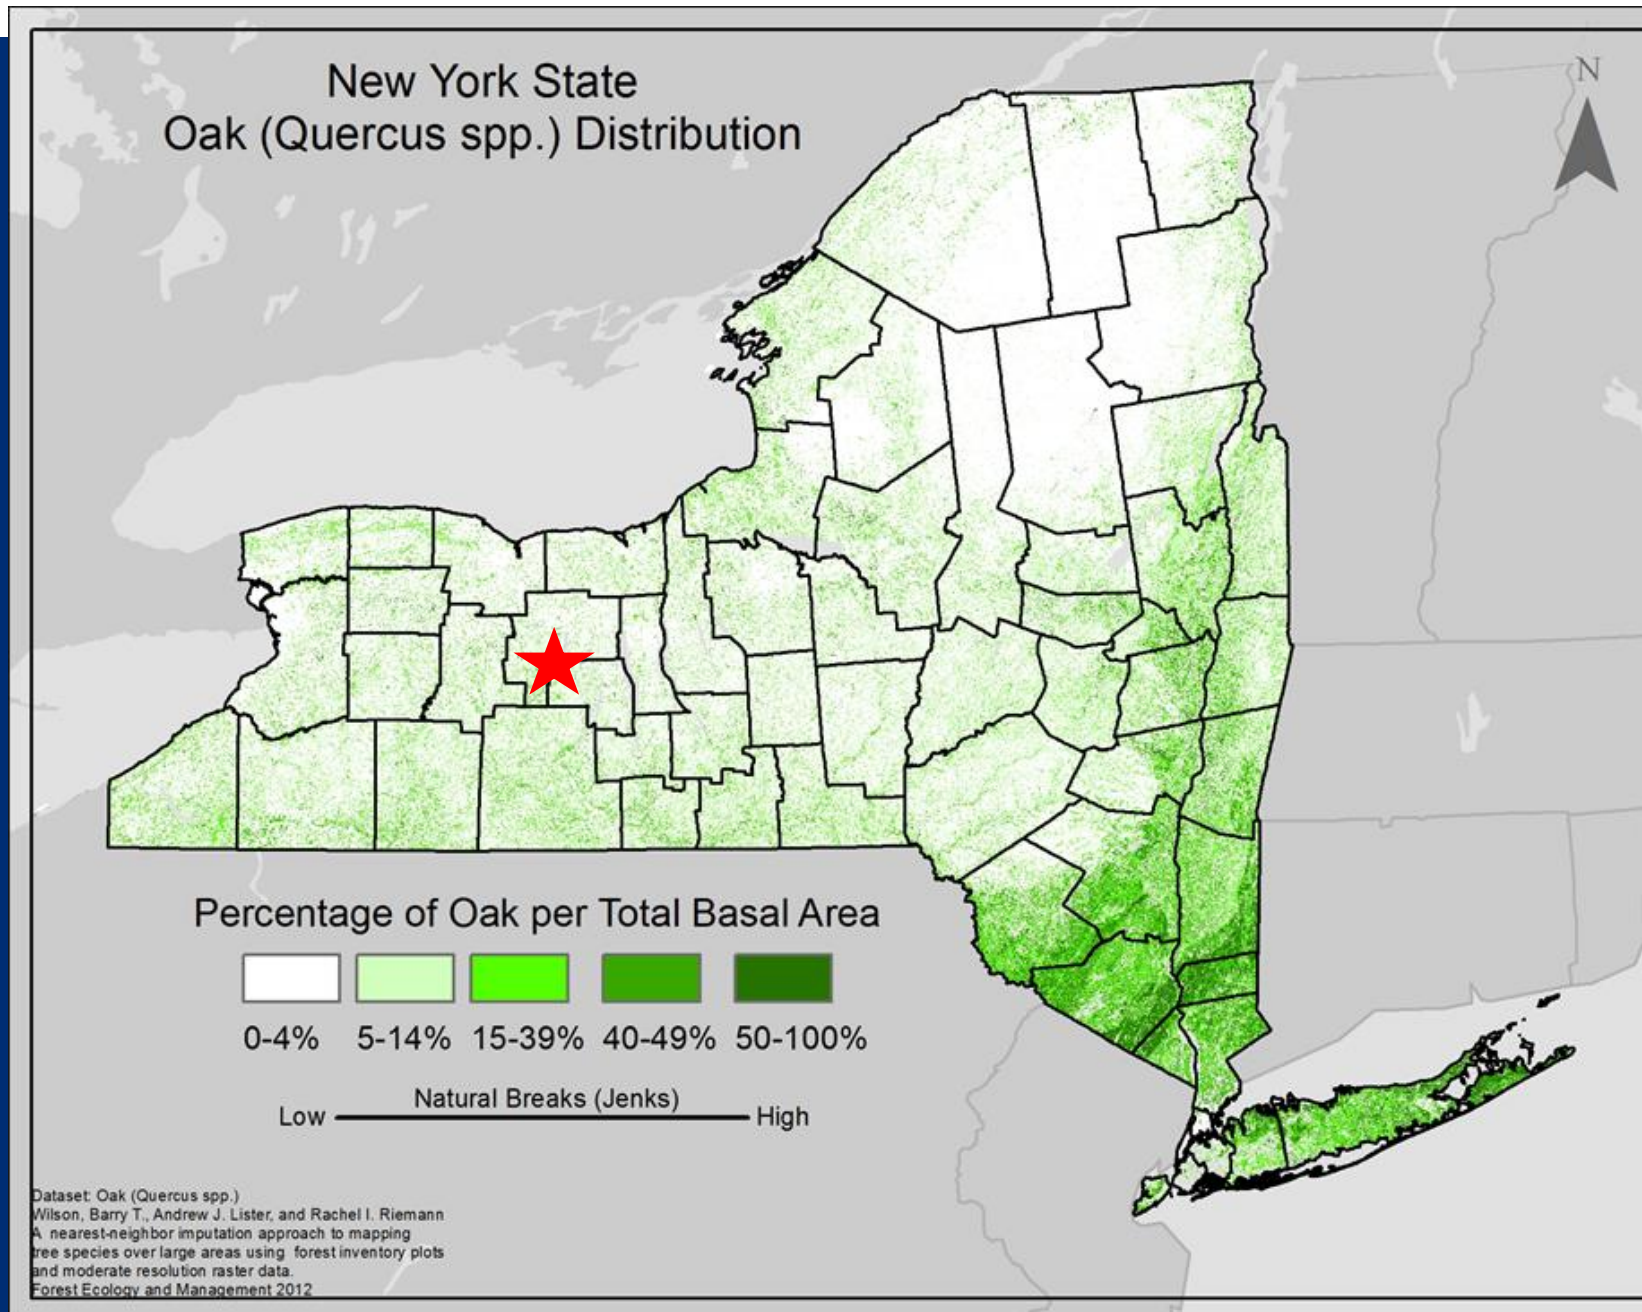 New York State
Oak (Quercus spp.) Distribution
N
Percentage of Oak per Total Basal Area
0-4% 5-14% 15-39% 40-49% 50-100%
Natural Breaks (Jenks)
Low High
Dataset: Oak (Quercus spp.)
Wilson, Barry T., Andrew J. Lister, and Rachel I. Riemann
A nearest-neighbor imputation approach to mapping
tree species over large areas using forest inventory plots
and moderate resolution raster data.
Forest Ecology and Management 2012